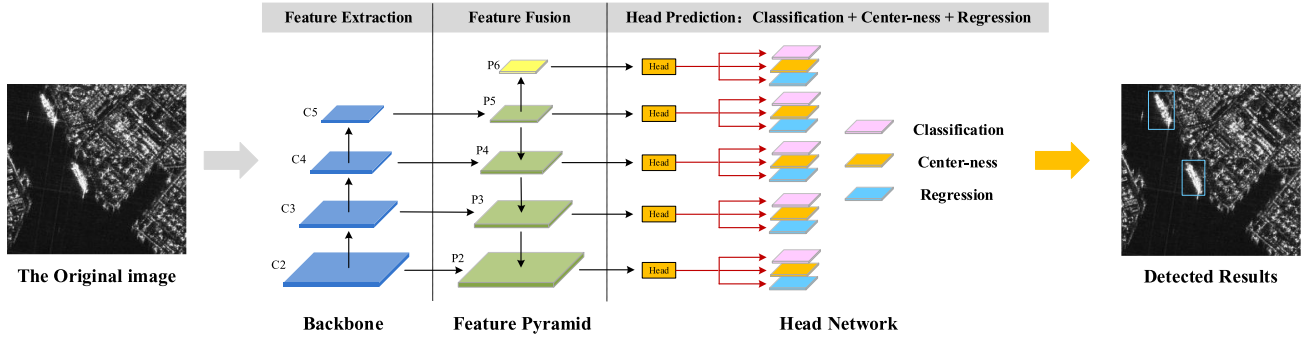 Feature Extraction
Feature Fusion
Head Prediction: Classification + Center-ness + Regression
P6
Head
C5
P5
Head
C4
P4
Head
C3
P3
Head
C2
P2
Head
Classification
Center-ness
Regression
The Original image
Detected Results
Backbone
Feature Pyramid
Head Network